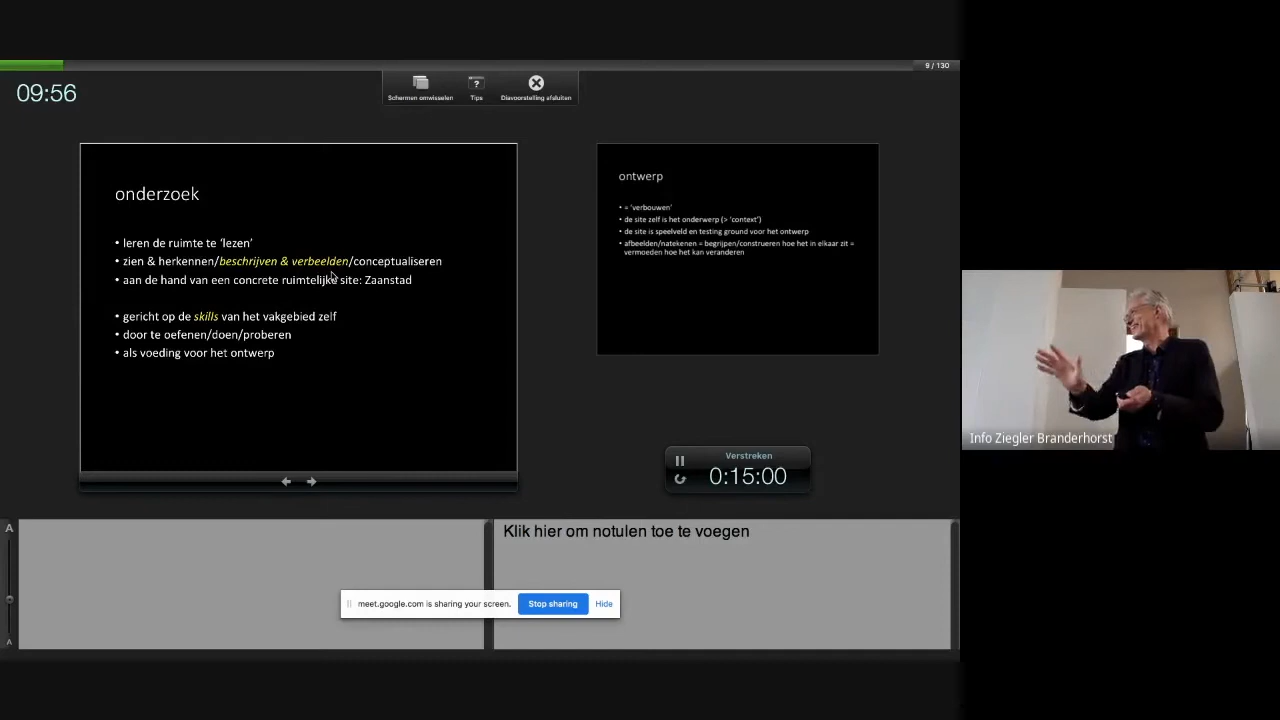 9 / 130
09:56
Schermen omwisselen
?
Tips
Diavoorstelling afsluiten
onderzoek
• leren de ruimte te ‘lezen’
• zien & herkennen/beschrijven & verbeelden/conceptualiseren
• aan de hand van een concrete ruimtelijke site: Zaanstad
• gericht op de skills van het vakgebied zelf
• door te oefenen/doen/proberen
• als voeding voor het ontwerp
ontwerp
• = ‘verbouwen’
• de site zelf is het onderwerp (> ‘context’)
• de site is speelveld en testing ground voor het ontwerp
• afbeelden/natekenen = begrijpen/construeren hoe het in elkaar zit =
vermoeden hoe het kan veranderen
Info Ziegler Branderhorst
Verstreken
0:15:00
A
A
Klik hier om notulen toe te voegen
meet.google.com is sharing your screen.
Stop sharing
Hide